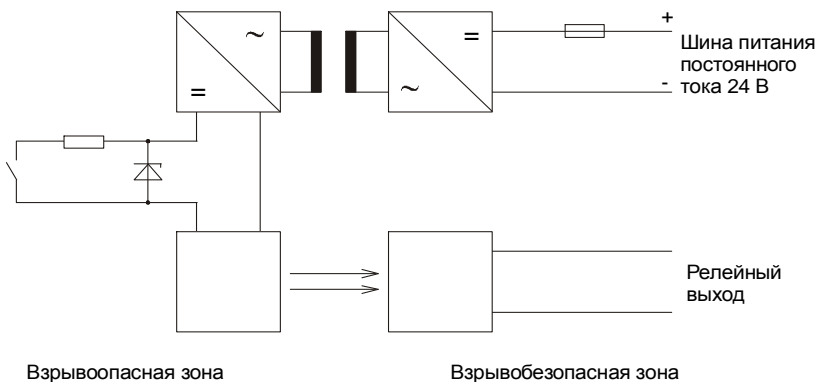 ~
=
=
~
+
-
Шина питания
постоянного
тока 24 В
Релейный
выход
Взрывоопасная зона
Взрывобезопасная зона